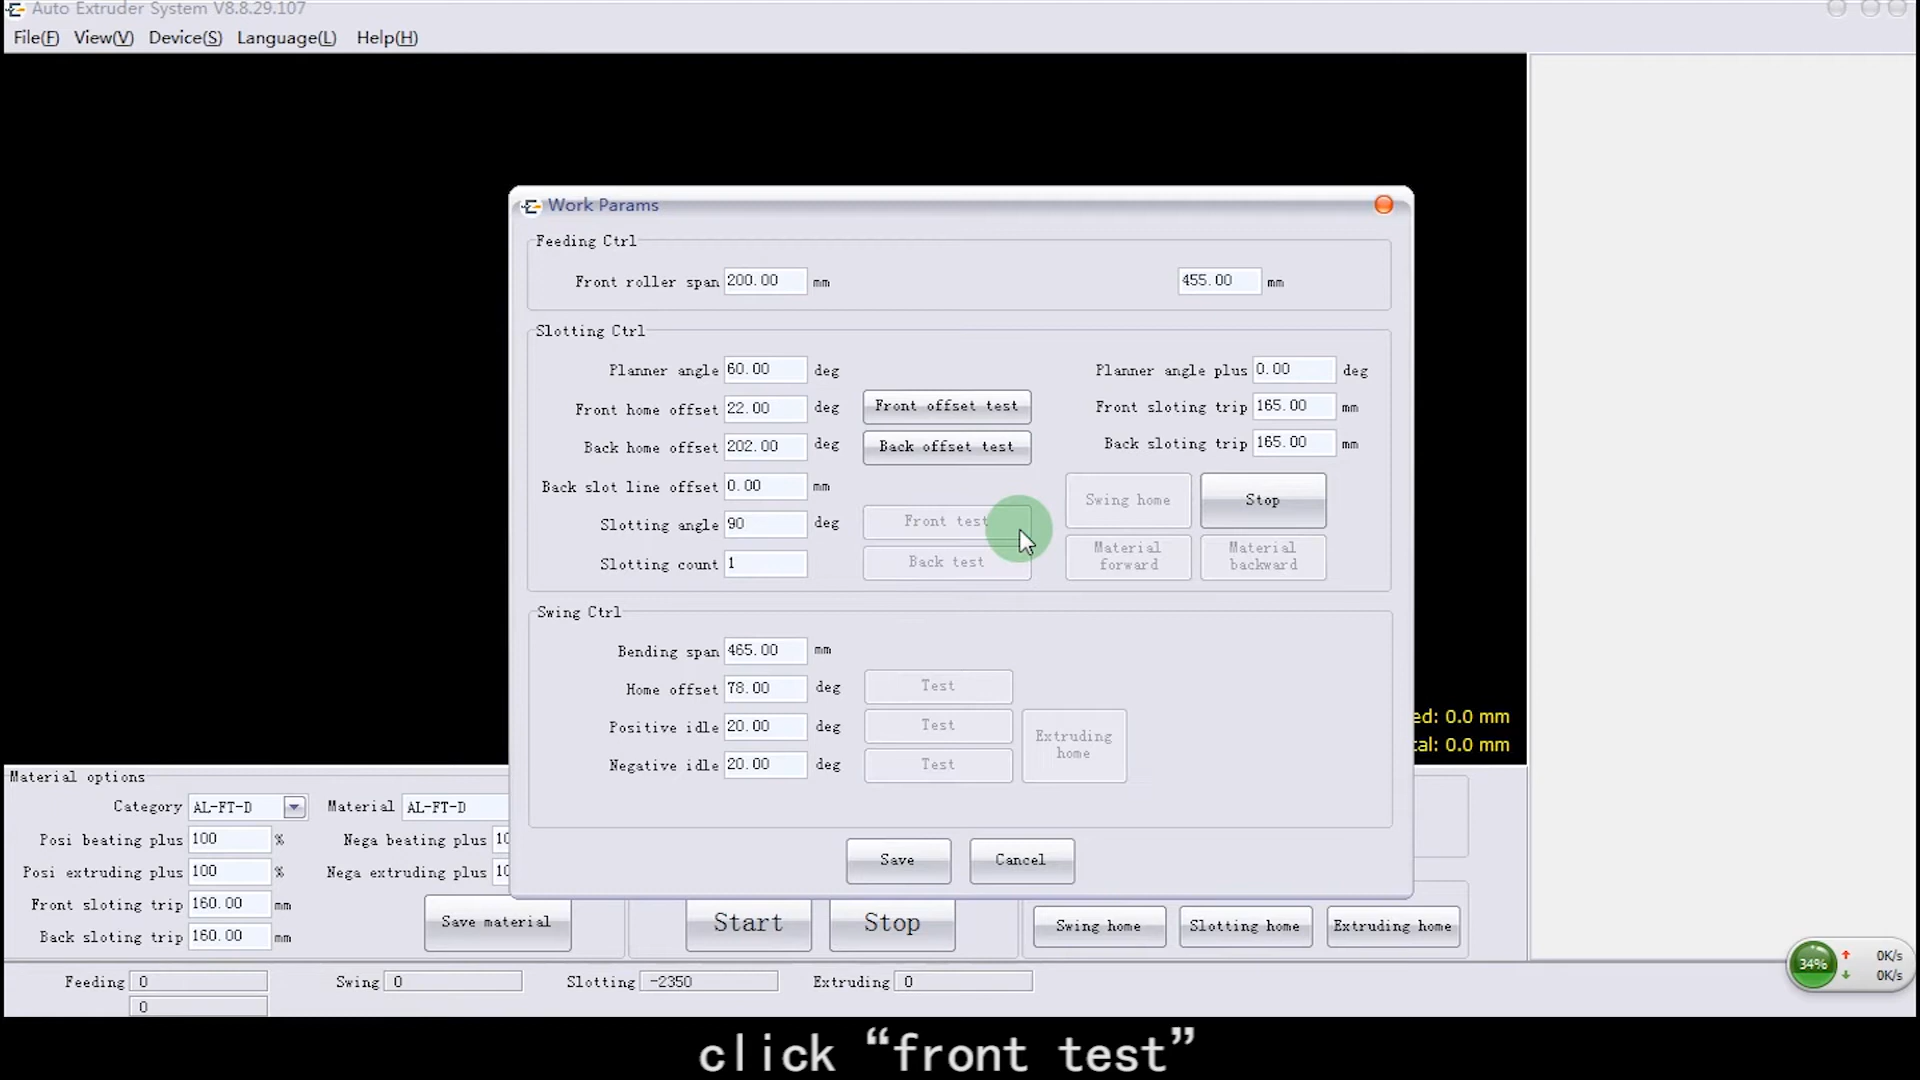 Auto Extruder System V8.8.29.107
File(F) View(V) Device(S) Language(L) Help(H)
Work Params
Feeding Ctrl
Front roller span 200.00 mm 455.00 mm
Slotting Ctrl
Planner angle 60.00 deg Planner angle plus 0.00 deg
Front home offset 22.00 deg Front offset test Front sloting trip 165.00 mm
Back home offset 202.00 deg Back offset test Back sloting trip 165.00 mm
Back slot line offset 0.00 mm Swing home Stop
Slotting angle 90 deg Front test
Slotting count 1 Back test Material forward Material backward
Swing Ctrl
Bending span 465.00 mm
Home offset 78.00 deg Test
Positive idle 20.00 deg Test Extruding home
Negative idle 20.00 deg Test
Save Cancel
ed: 0.0 mm
al: 0.0 mm
Material options
Category AL-FT-D Material AL-FT-D
Posi beating plus 100 % Nega beating plus 10
Posi extruding plus 100 % Nega extruding plus 10
Front sloting trip 160.00 mm
Back sloting trip 160.00 mm
Save material Start Stop Swing home Slotting home Extruding home
34% 0K/s
0K/s
Feeding 0 Swing 0 Slotting -2350 Extruding 0
0
click “front test”